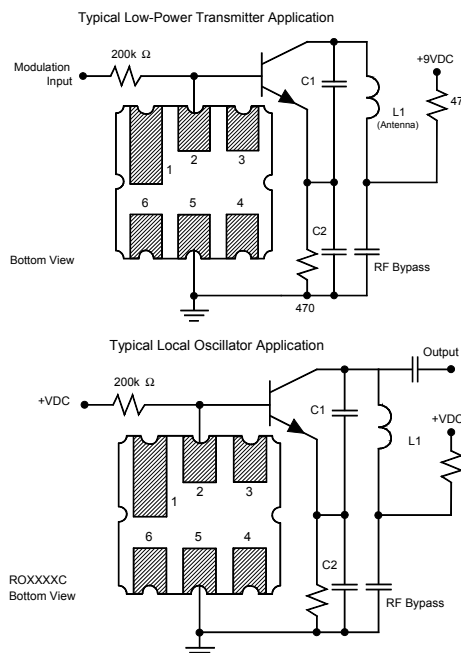 Typical Low-Power Transmitter Application
200k Ω
Modulation
Input
C1
+9VDC
47
L1
(Antenna)
2
3
1
6
5
4
C2
Bottom View
RF Bypass
470
Typical Local Oscillator Application
200k Ω
Output
+VDC
C1
+VDC
L1
2
3
1
6
5
4
C2
ROXXXXC
Bottom View
RF Bypass